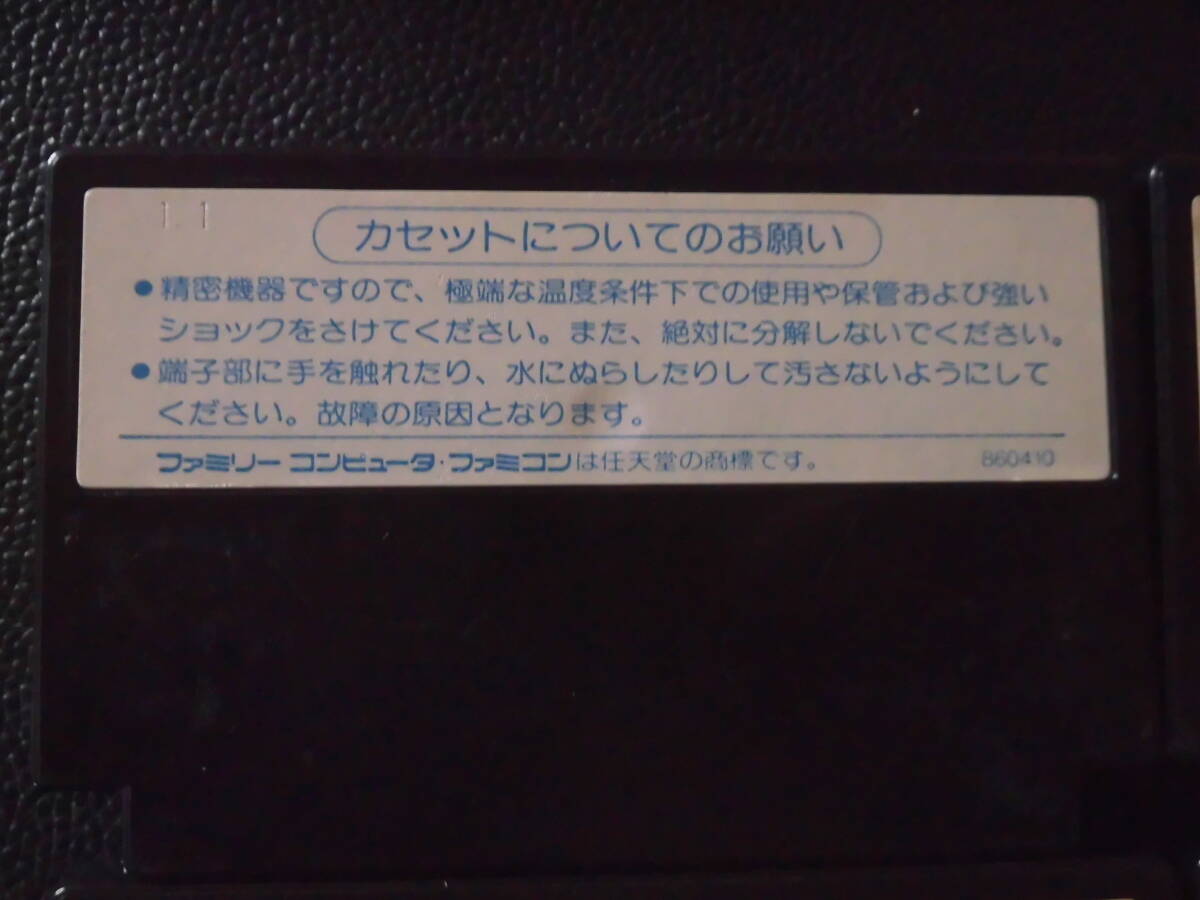 11
カセットについてのお願い
●精密機器ですので、極端な温度条件下での使用や保管および強い
ショックをさけてください。また、絶対に分解しないでください。
●端子部に手を触れたり、水にぬらしたりして汚さないようにして
ください。故障の原因となります。
ファミリーコンピュータ・ファミコンは任天堂の商標です。 860410